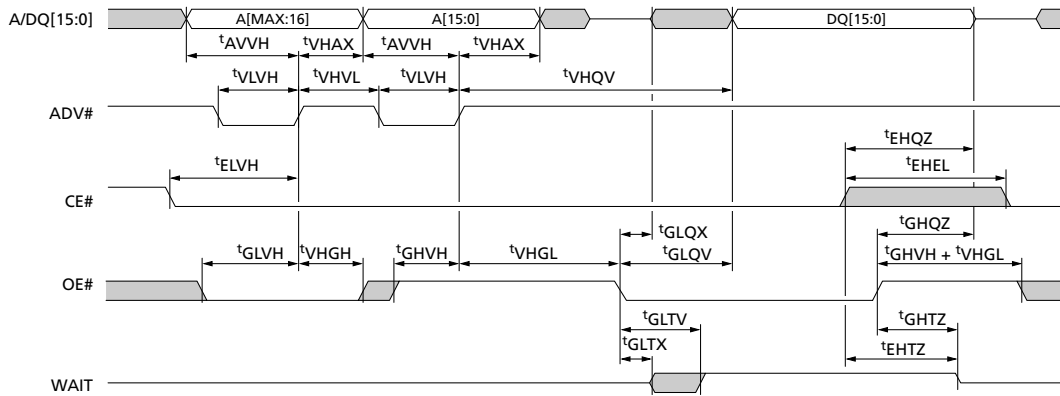 A/DQ[15:0] A[MAX:16] A[15:0] DQ[15:0]
tAVVH tVHAX tAVVH tVHAX
tVLVH tVHVL tVLVH tVHQV
ADV#
tEHQZ
tELVH tEHEL
CE#
tGLQX tGHQZ
tGLVH tVHGH tGHVH tVHGL tGLQV tGHVH + tVHGL
OE#
tGLTV tGHTZ
tGLTX tEHTZ
WAIT